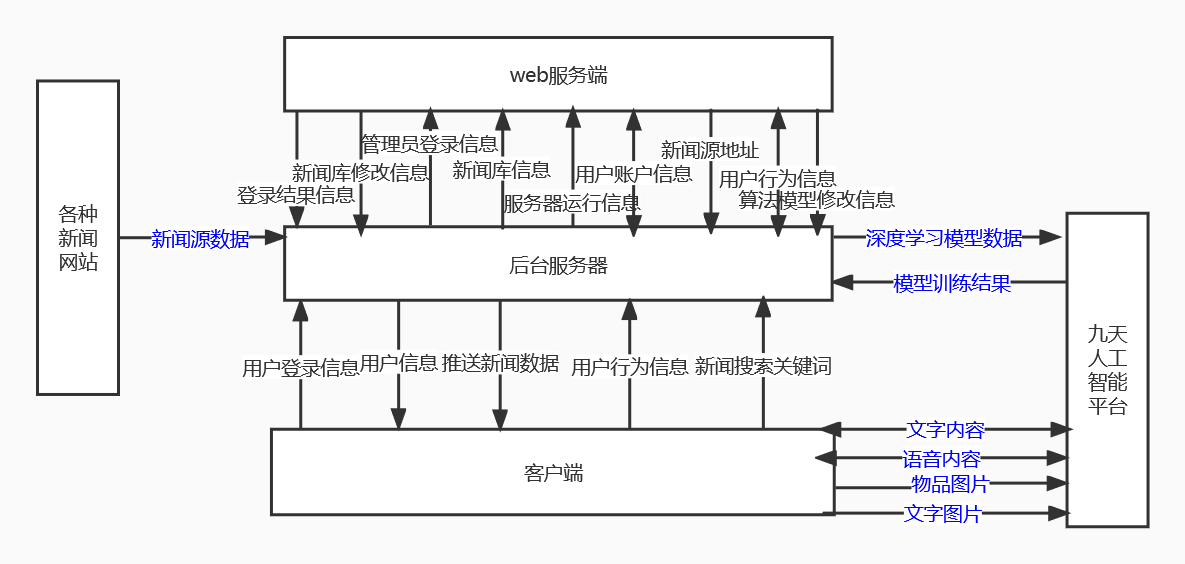 web服务端
管理员登录信息
新闻源地址
新闻库信息
新闻库修改信息
用户账户信息
用户行为信息
登录结果信息
服务器运行信息
算法模型修改信息
各种
新闻
网站
新闻源数据
深度学习模型数据
后台服务器
模型训练结果
九天
人工
智能
平台
用户登录信息
用户信息
推送新闻数据
用户行为信息
新闻搜索关键词
文字内容
语音内容
客户端
物品图片
文字图片